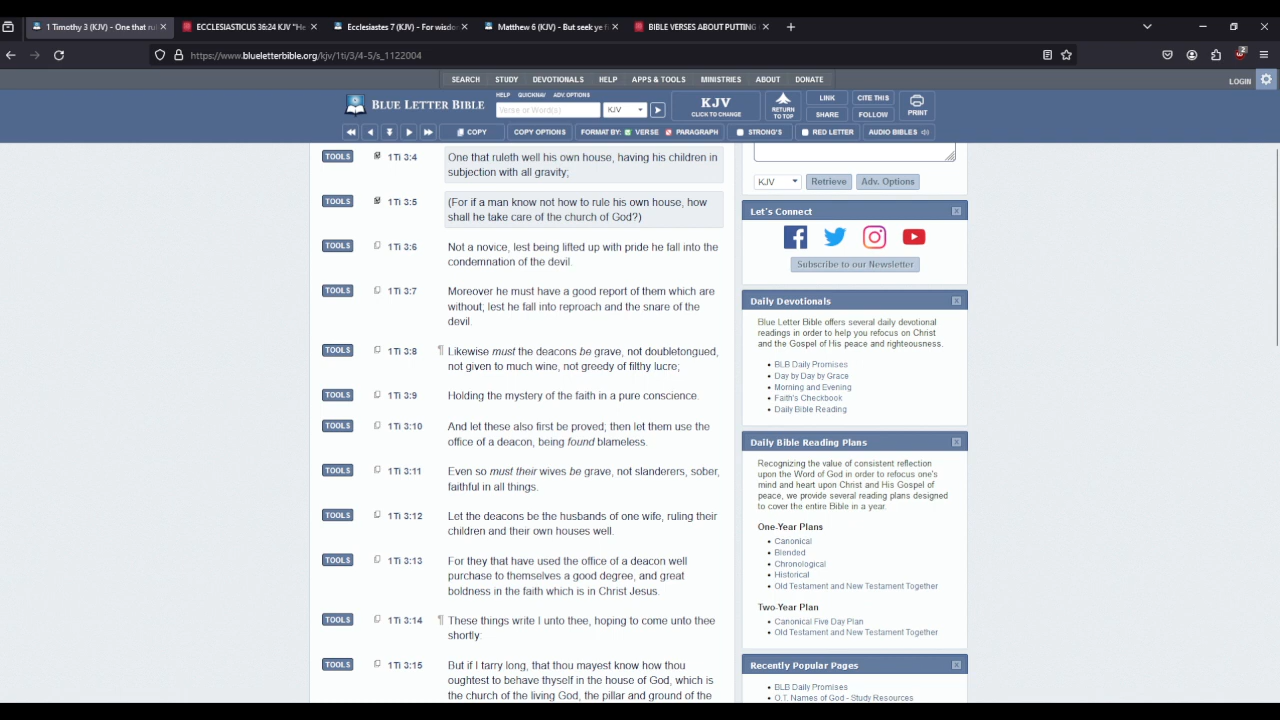 1 Timothy 3 (KJV) - One that ru
ECCLESIASTICUS 36:24 KJV "He
Ecclesiastes 7 (KJV) - For wisdo
Matthew 6 (KJV) - But seek ye f
BIBLE VERSES ABOUT PUTTING
https://www.blueletterbible.org/kjv/1ti/3/4-5/s_1122004
2
SEARCH STUDY DEVOTIONALS HELP APPS & TOOLS MINISTRIES ABOUT DONATE
LOGIN
BLUE LETTER BIBLE
HELP QUICKNAV ADV. OPTIONS
Verse or Word(s)
KJV
KJV
CLICK TO CHANGE
RETURN
TO TOP
LINK
CITE THIS
SHARE
FOLLOW
PRINT
COPY
COPY OPTIONS
FORMAT BY: VERSE PARAGRAPH
STRONG'S
RED LETTER
AUDIO BIBLES
TOOLS 1Ti 3:4 One that ruleth well his own house, having his children in
subjection with all gravity;
TOOLS 1Ti 3:5 (For if a man know not how to rule his own house, how
shall he take care of the church of God?)
TOOLS 1Ti 3:6 Not a novice, lest being lifted up with pride he fall into the
condemnation of the devil.
TOOLS 1Ti 3:7 Moreover he must have a good report of them which are
without; lest he fall into reproach and the snare of the
devil.
TOOLS 1Ti 3:8 ¶ Likewise must the deacons be grave, not doubletongued,
not given to much wine, not greedy of filthy lucre;
TOOLS 1Ti 3:9 Holding the mystery of the faith in a pure conscience.
TOOLS 1Ti 3:10 And let these also first be proved; then let them use the
office of a deacon, being found blameless.
TOOLS 1Ti 3:11 Even so must their wives be grave, not slanderers, sober,
faithful in all things.
TOOLS 1Ti 3:12 Let the deacons be the husbands of one wife, ruling their
children and their own houses well.
TOOLS 1Ti 3:13 For they that have used the office of a deacon well
purchase to themselves a good degree, and great
boldness in the faith which is in Christ Jesus.
TOOLS 1Ti 3:14 ¶ These things write I unto thee, hoping to come unto thee
shortly:
TOOLS 1Ti 3:15 But if I tarry long, that thou mayest know how thou
oughtest to behave thyself in the house of God, which is
the church of the living God, the pillar and ground of the
KJV Retrieve Adv. Options
Let's Connect
Subscribe to our Newsletter
Daily Devotionals
Blue Letter Bible offers several daily devotional
readings in order to help you refocus on Christ
and the Gospel of His peace and righteousness.
• BLB Daily Promises
• Day by Day by Grace
• Morning and Evening
• Faith's Checkbook
• Daily Bible Reading
Daily Bible Reading Plans
Recognizing the value of consistent reflection
upon the Word of God in order to refocus one's
mind and heart upon Christ and His Gospel of
peace, we provide several reading plans designed
to cover the entire Bible in a year.
One-Year Plans
• Canonical
• Blended
• Chronological
• Historical
• Old Testament and New Testament Together
Two-Year Plan
• Canonical Five Day Plan
• Old Testament and New Testament Together
Recently Popular Pages
• BLB Daily Promises
• O.T. Names of God - Study Resources